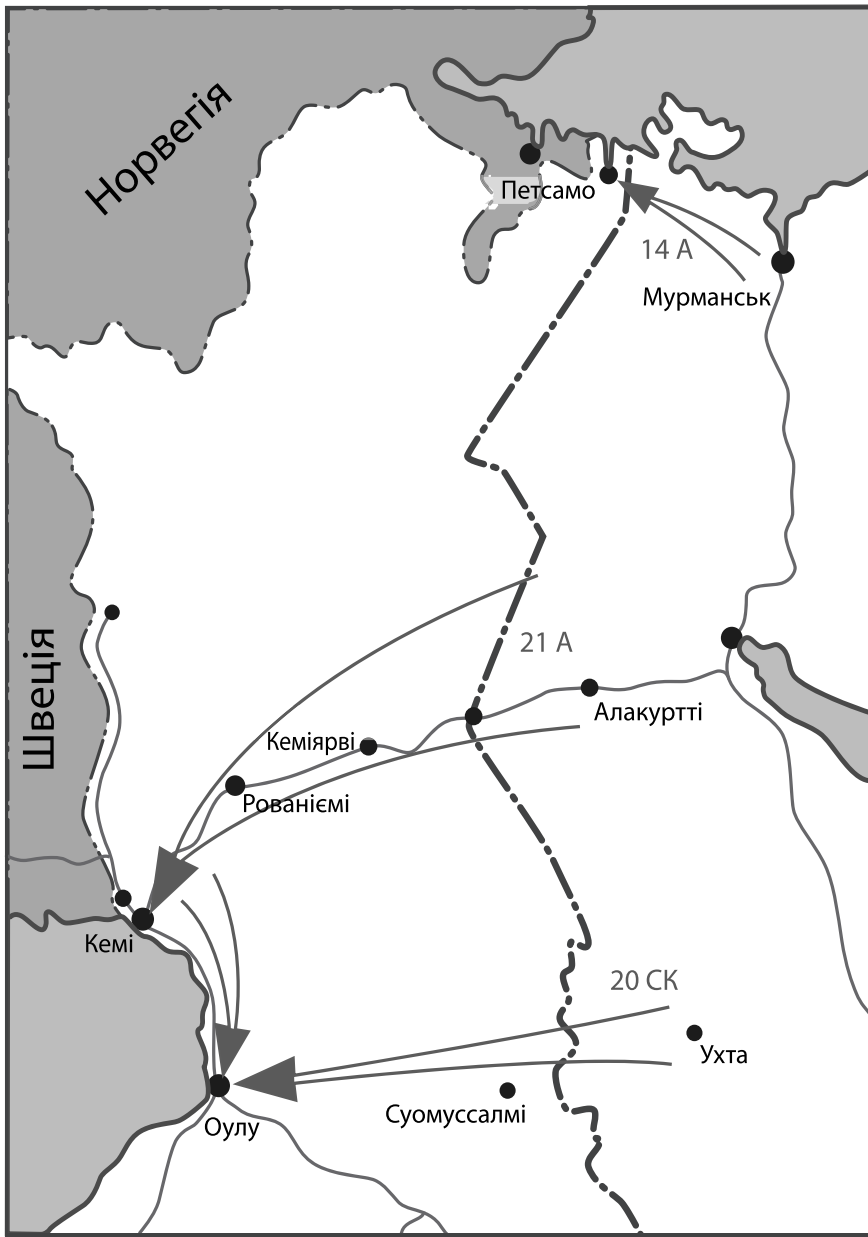 Норвегія
Петсамо
14 А
Мурманськ
Швеція
21 А
Алакуртті
Кеміярві
Рованіємі
Кемі
20 СК
Ухта
Суомуссалмі
Оулу